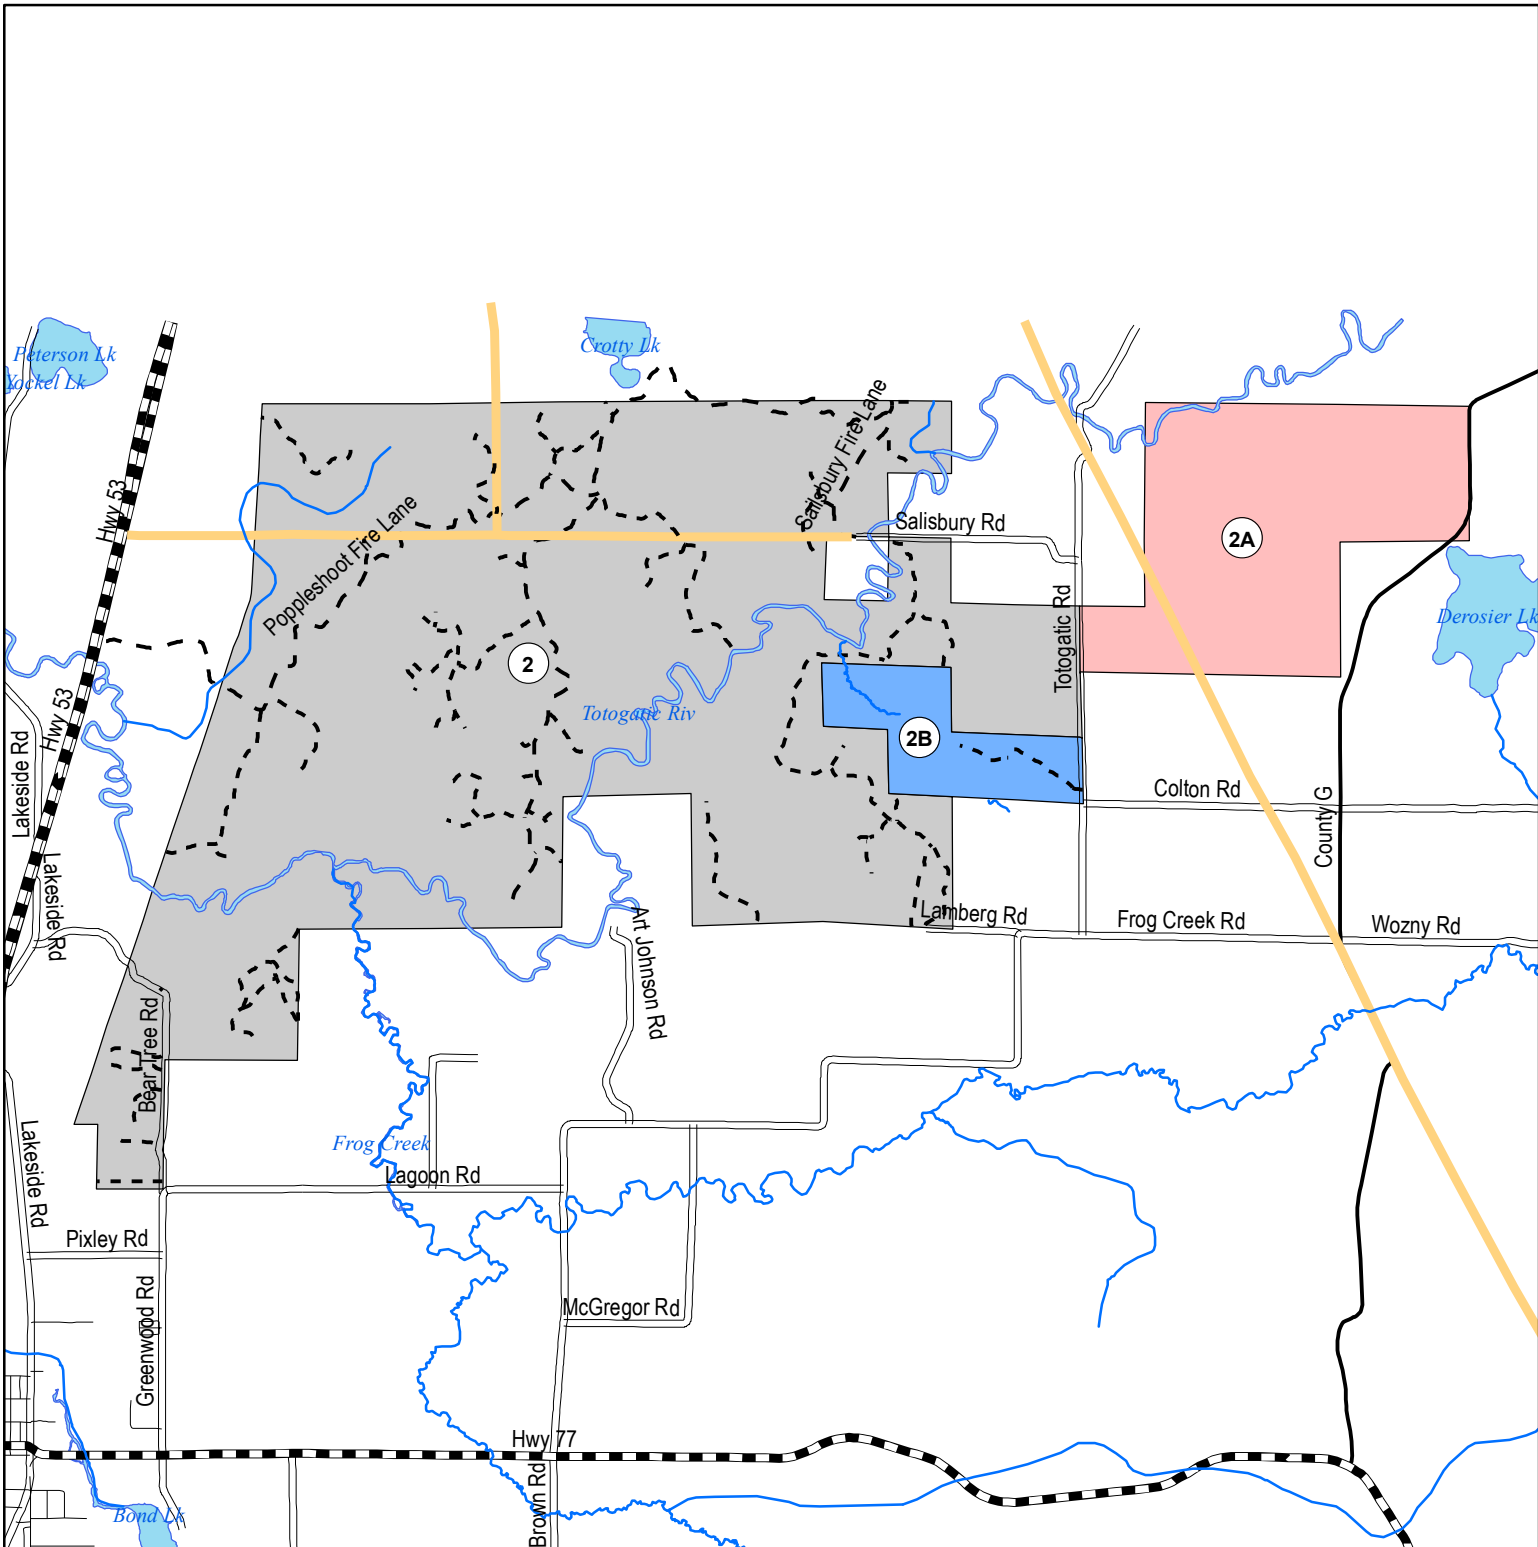 Peterson Lk
Yockel Lk
Crotty Lk
Hwy 53
Poppleshoot Fire Lane
Sailsbury Fire Lane
Salisbury Rd
2A
Derosier Lk
Totogatic Rd
2
Hwy 53
Totogatic Riv
2B
Lakeside Rd
Colton Rd
County G
Lakeside Rd
Art Johnson Rd
Lamberg Rd
Frog Creek Rd
Wozny Rd
Bear Tree Rd
Lakeside Rd
Frog Creek
Lagoon Rd
Pixley Rd
Greenwood Rd
McGregor Rd
Hwy 77
Brown Rd
Bond Lk